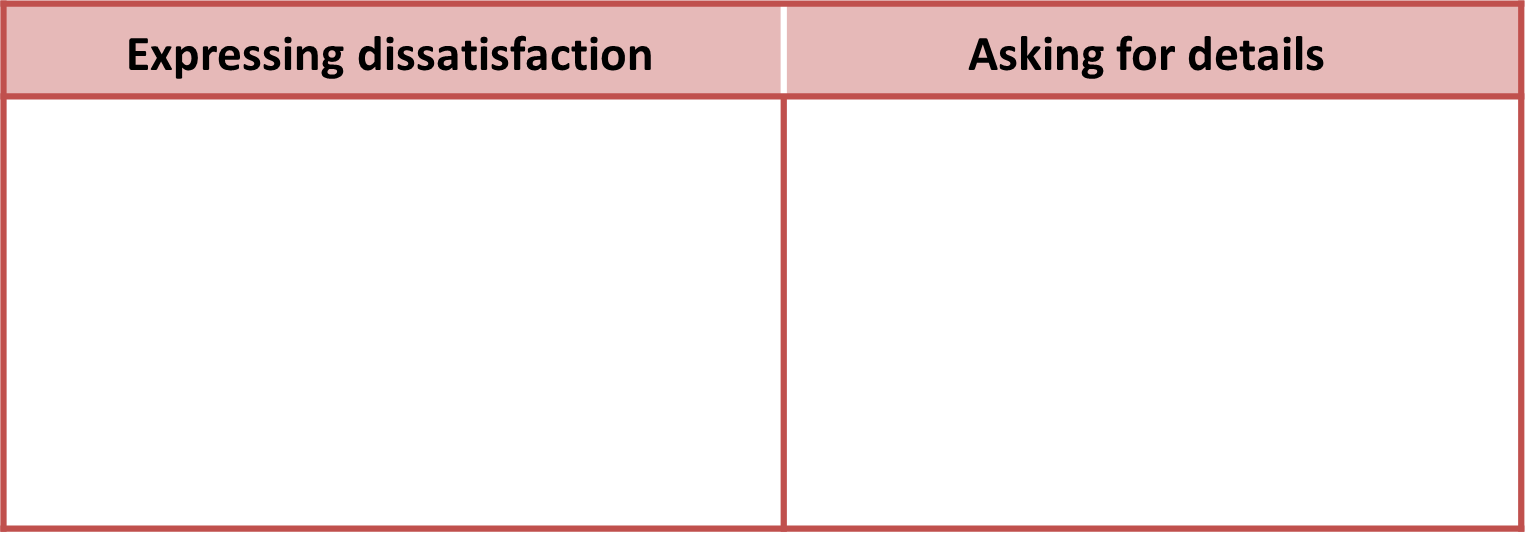 Expressing dissatisfaction
Asking for details